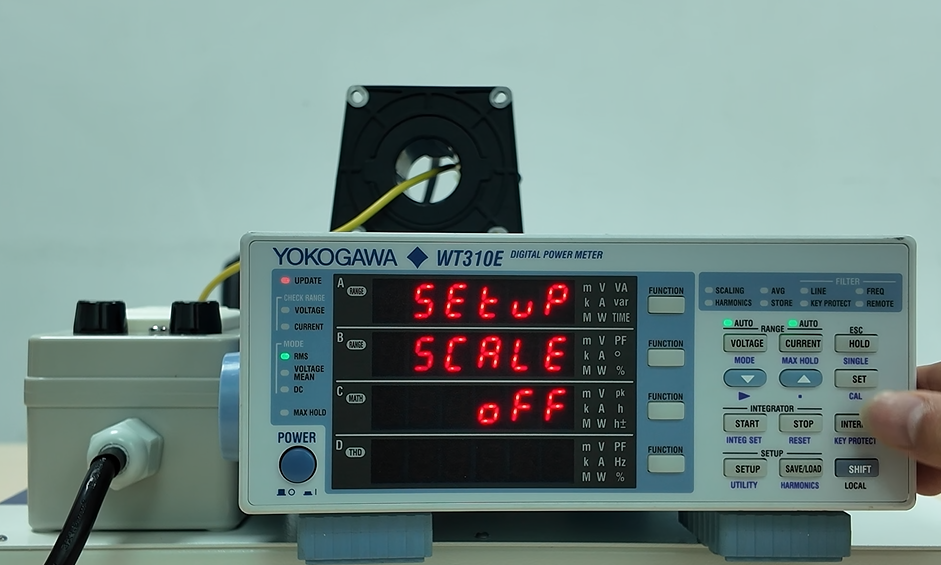 YOKOGAWA WT310E DIGITAL POWER METER
UPDATE
CHECK RANGE
VOLTAGE
CURRENT
MODE
RMS
VOLTAGE MEAN
DC
MAX HOLD
POWER
A RANGE SEtuP m V VA
k A var
M W TIME
FUNCTION
B RANGE SCALE m V PF
k A °
M W %
FUNCTION
C MATH oFF m V pk
k A h
M W h±
FUNCTION
D THD m V PF
k A Hz
M W %
FUNCTION
FILTER
SCALING AVG LINE FREQ
HARMONICS STORE KEY PROTECT REMOTE
AUTO AUTO
RANGE ESC
VOLTAGE CURRENT HOLD
MODE MAX HOLD SINGLE
SET
CAL
INTEGRATOR
START STOP
INTEG SET RESET KEY PROTECT
SETUP
SETUP SAVE/LOAD SHIFT
UTILITY HARMONICS LOCAL